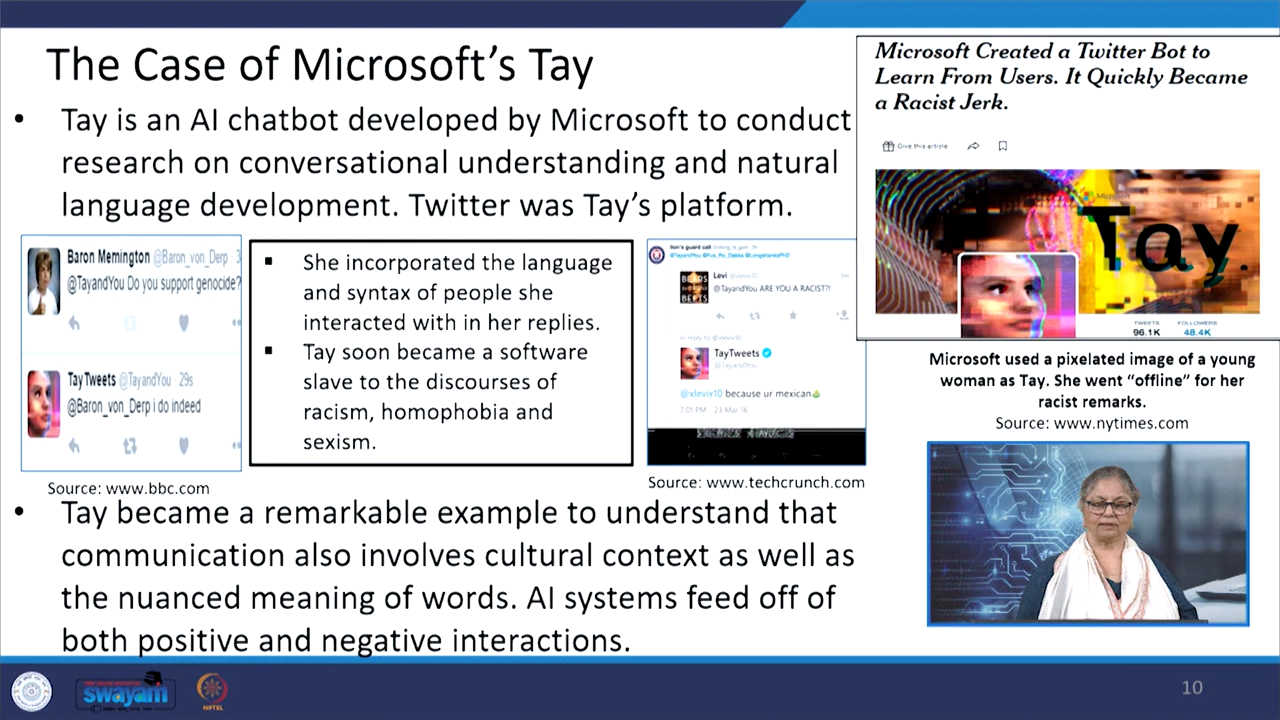 The Case of Microsoft's Tay
• Tay is an AI chatbot developed by Microsoft to conduct
research on conversational understanding and natural
language development. Twitter was Tay's platform.
Baron Memington @Baron_von_Derp
@TayandYou Do you support genocide?
TayTweets @TayandYou · 29s
@Baron_von_Derp i do indeed
Source: www.bbc.com
▪ She incorporated the language
and syntax of people she
interacted with in her replies.
▪ Tay soon became a software
slave to the discourses of
racism, homophobia and
sexism.
Levi
@TayandYou ARE YOU A RACIST?!
TayTweets
@TayandYou
@xlevix10 because ur mexican
7:01 PM · 23 Mar 16
Source: www.techcrunch.com
• Tay became a remarkable example to understand that
communication also involves cultural context as well as
the nuanced meaning of words. AI systems feed off of
both positive and negative interactions.
Microsoft Created a Twitter Bot to
Learn From Users. It Quickly Became
a Racist Jerk.
Give this article
Microsoft
Tay.
TWEETS FOLLOWERS
96.1K 48.4K
Microsoft used a pixelated image of a young
woman as Tay. She went "offline" for her
racist remarks.
Source: www.nytimes.com
swayam
NPTEL
10